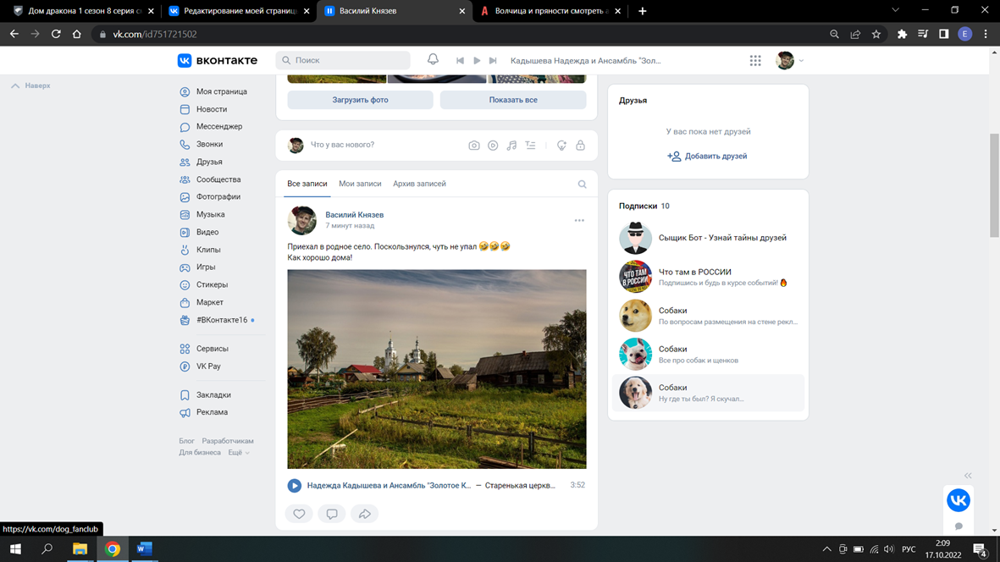 Дом дракона 1 сезон 8 серия с
Редактирование моей страницы
Василий Князев
Волчица и пряности смотреть а
vk.com/id751721502
E
вконтакте
Поиск
Кадышева Надежда и Ансамбль "Зол...
Наверх
Моя страница
Новости
Мессенджер
Звонки
Друзья
Сообщества
Фотографии
Музыка
Видео
Клипы
Игры
Стикеры
Маркет
#ВКонтакте16
Сервисы
VK Pay
Закладки
Реклама
Блог Разработчикам
Для бизнеса Ещё
Загрузить фото
Показать все
Что у вас нового?
Все записи Мои записи Архив записей
Василий Князев
7 минут назад
Приехал в родное село. Поскользнулся, чуть не упал 🤣🤣🤣
Как хорошо дома!
Надежда Кадышева и Ансамбль "Золотое К... — Старенькая церкв... 3:52
Друзья
У вас пока нет друзей
Добавить друзей
Подписки 10
Сыщик Бот - Узнай тайны друзей
ЧТО ТАМ
В РОССИИ
Что там в РОССИИ
Подпишись и будь в курсе событий! 🔥
Собаки
По вопросам размещения на стене рекл...
Собаки
Все про собак и щенков
Собаки
Ну где ты был? Я скучал...
https://vk.com/dog_fanclub
РУС
2:09
17.10.2022
4